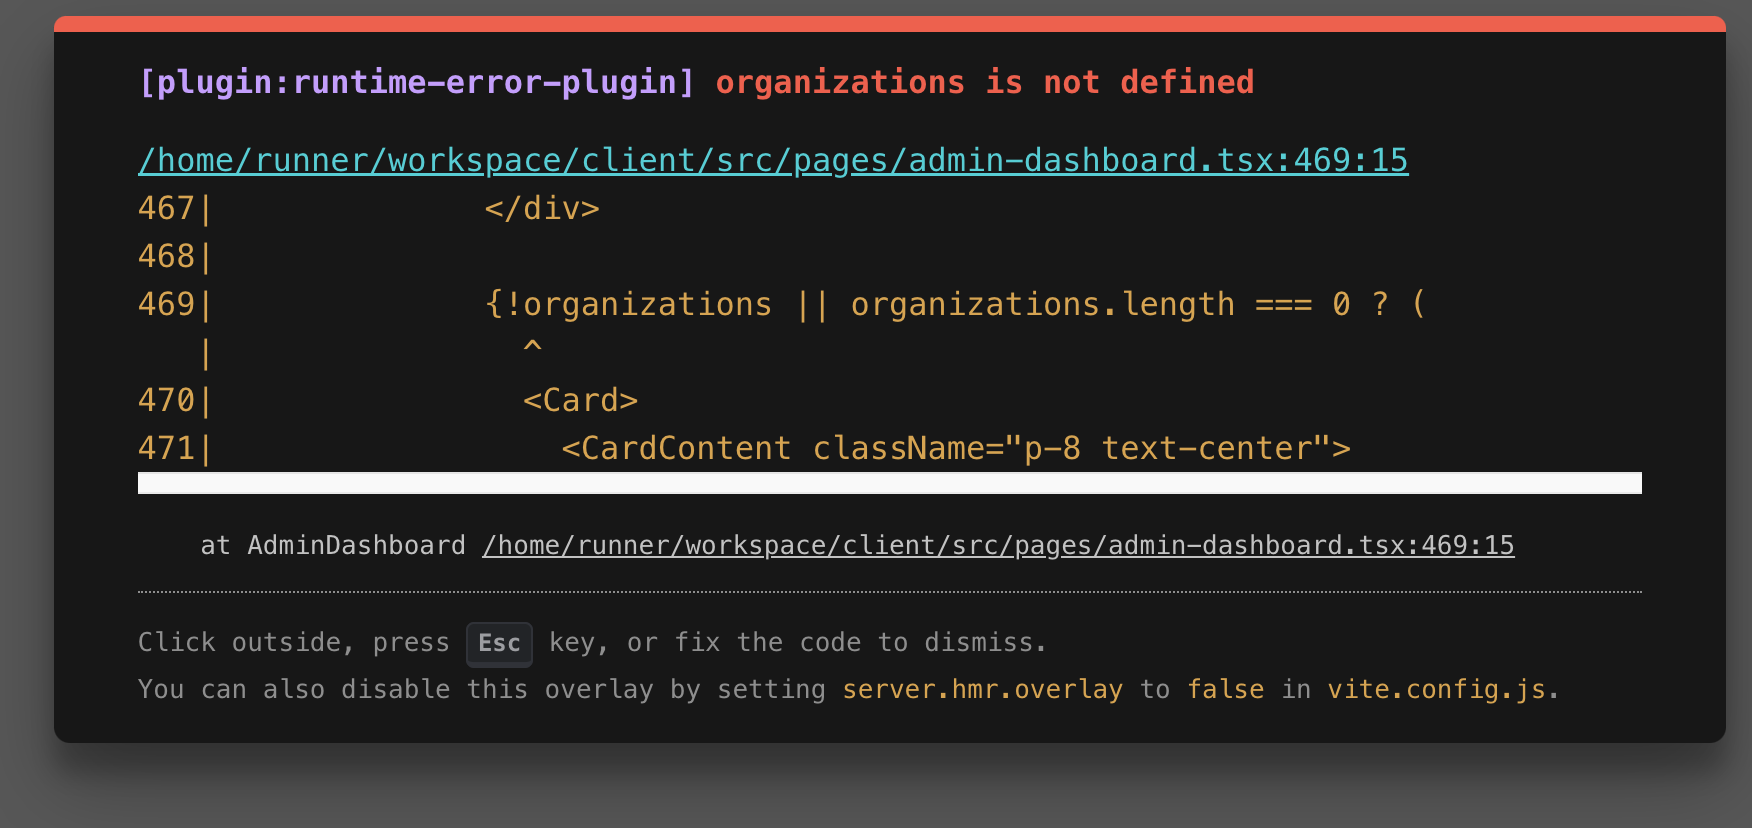 [plugin:runtime-error-plugin] organizations is not defined
/home/runner/workspace/client/src/pages/admin-dashboard.tsx:469:15
467|              </div>
468|
469|              {!organizations || organizations.length === 0 ? (
   |                ^
470|                <Card>
471|                  <CardContent className="p-8 text-center">
at AdminDashboard /home/runner/workspace/client/src/pages/admin-dashboard.tsx:469:15
Click outside, press Esc key, or fix the code to dismiss.
You can also disable this overlay by setting server.hmr.overlay to false in vite.config.js.